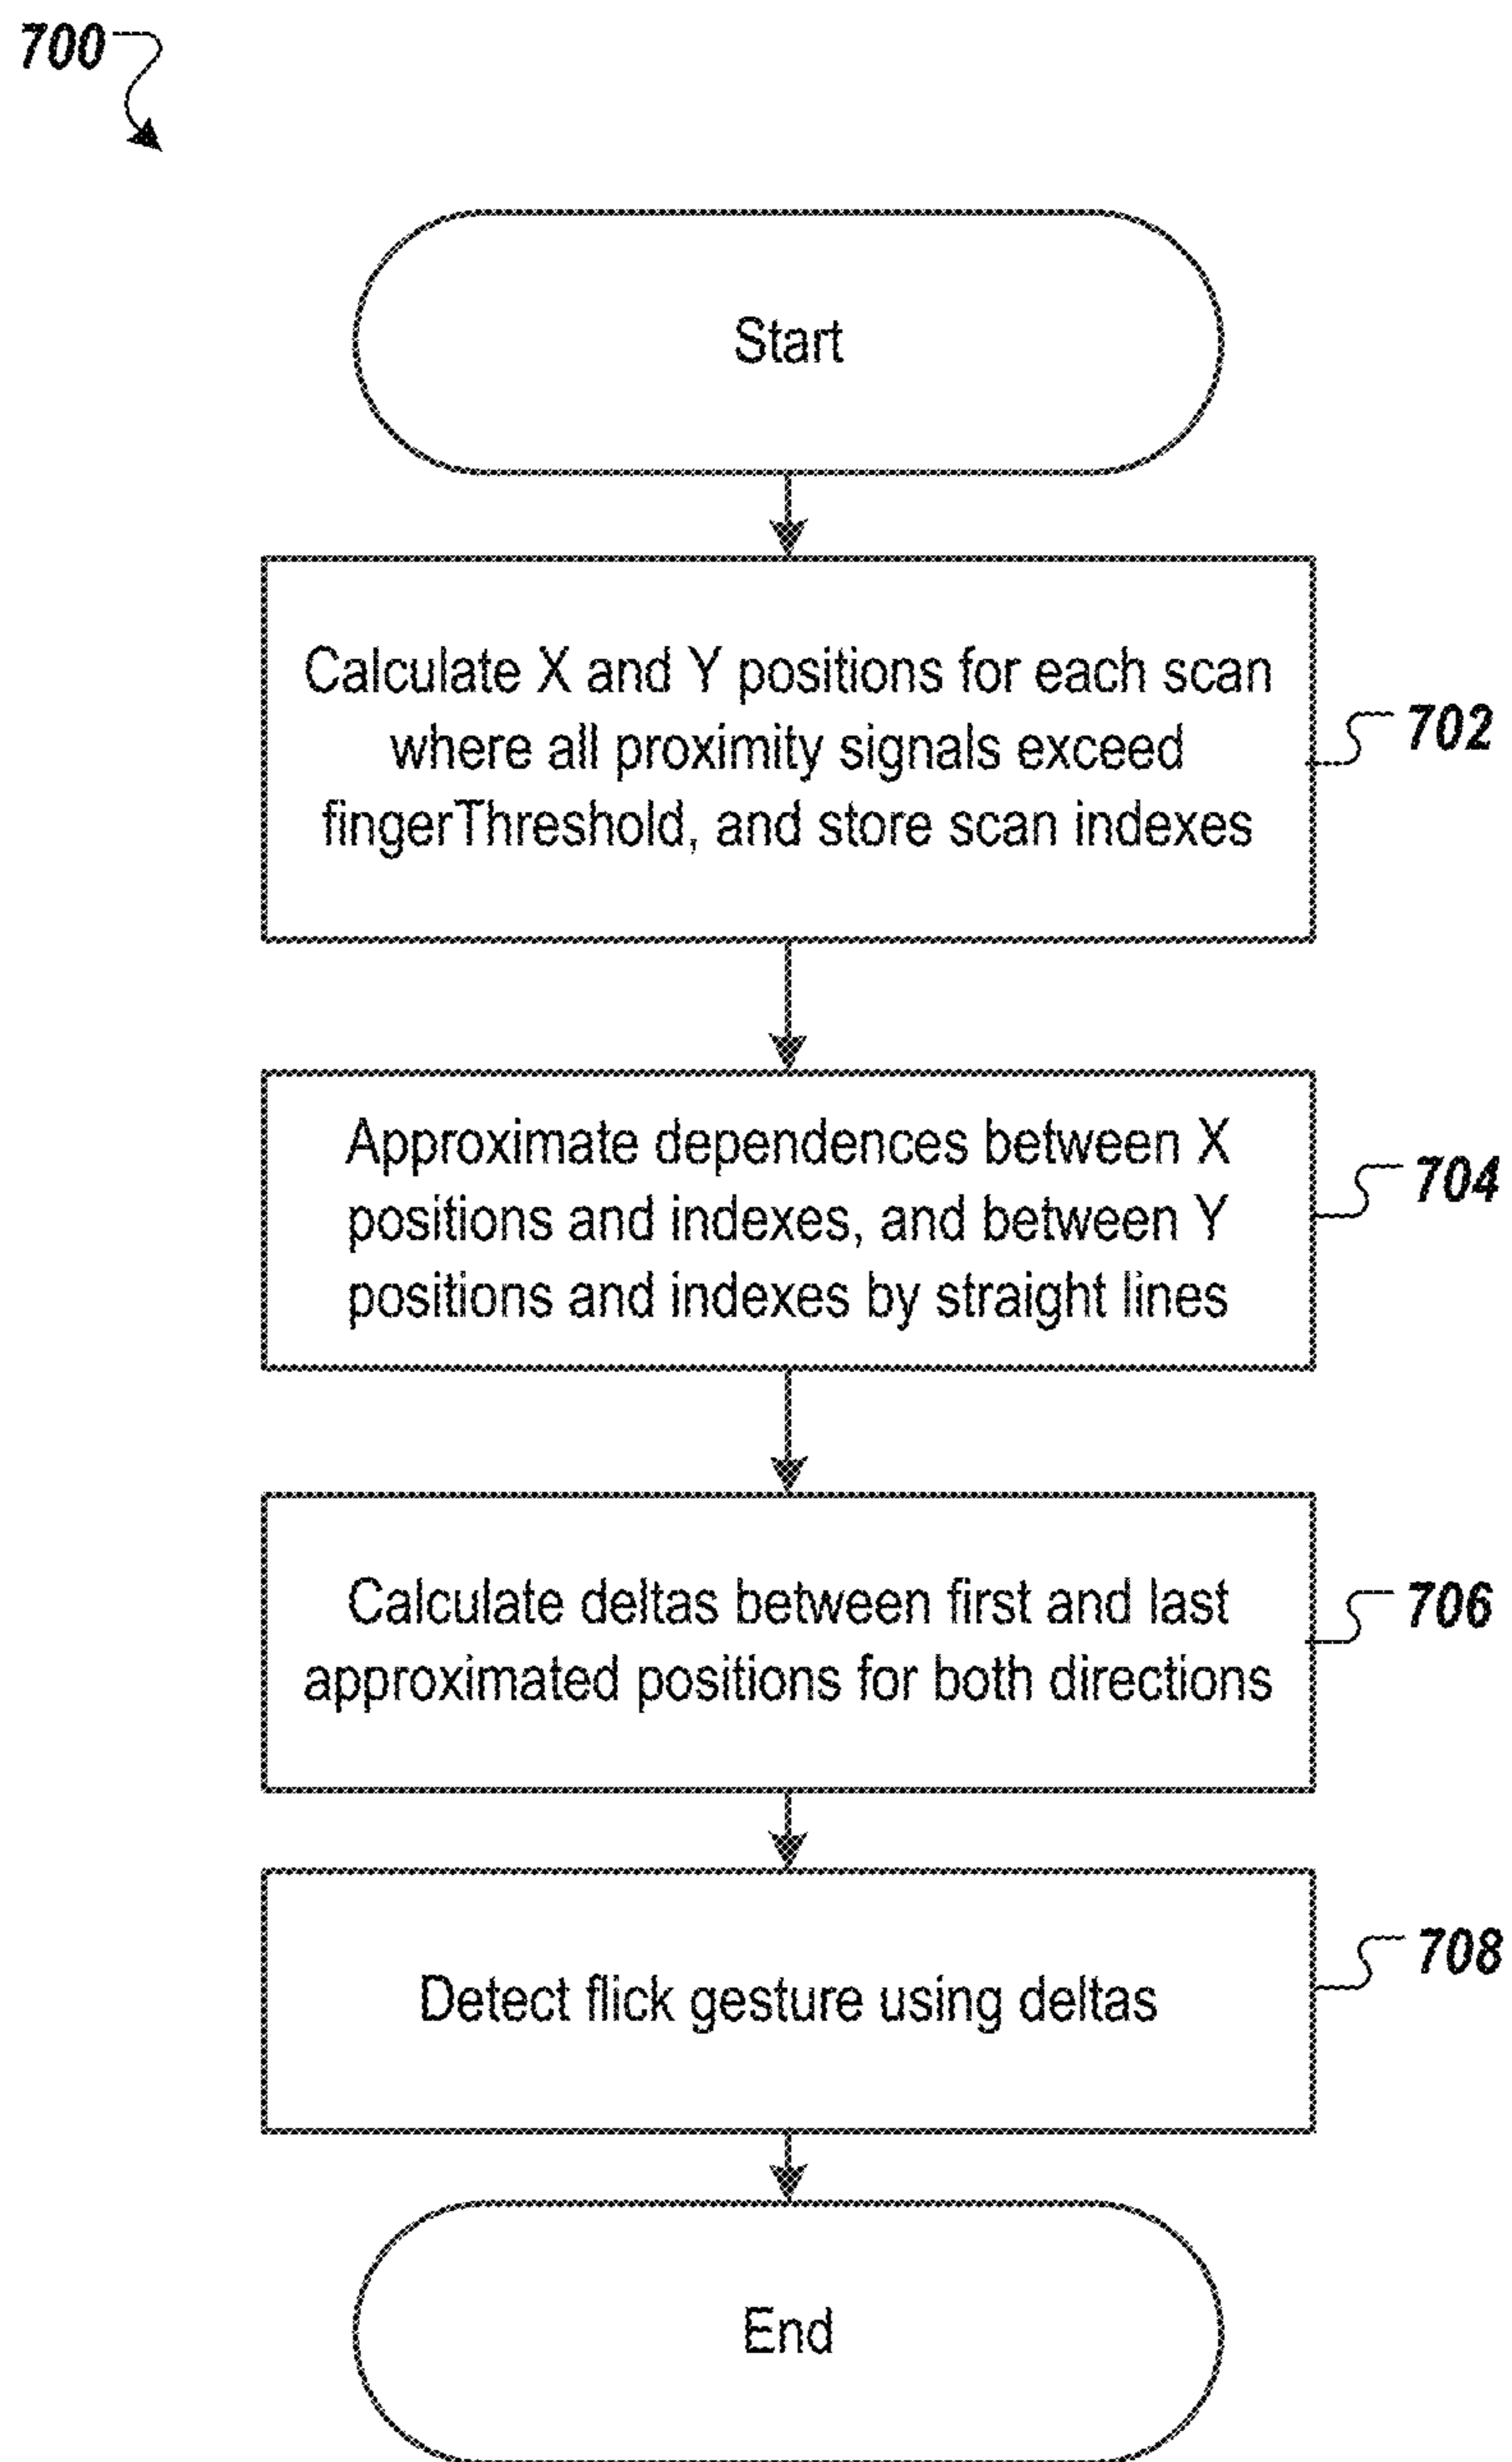 700
Start
Calculate X and Y positions for each scan
where all proximity signals exceed
fingerThreshold, and store scan indexes
702
Approximate dependences between X
positions and indexes, and between Y
positions and indexes by straight lines
704
Calculate deltas between first and last
approximated positions for both directions
706
Detect flick gesture using deltas
708
End